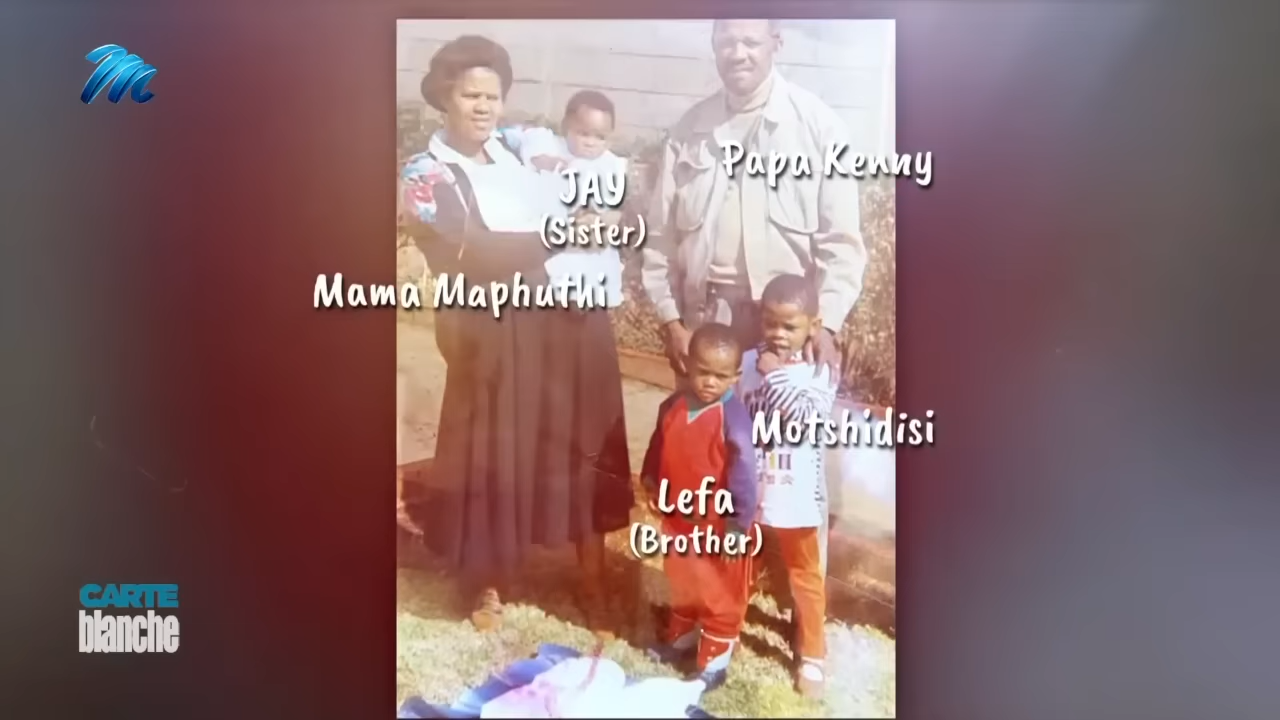 Papa Kenny
JAY
(Sister)
Mama Maphuthi
Motshidisi
Lefa
(Brother)
CARTE
blanche